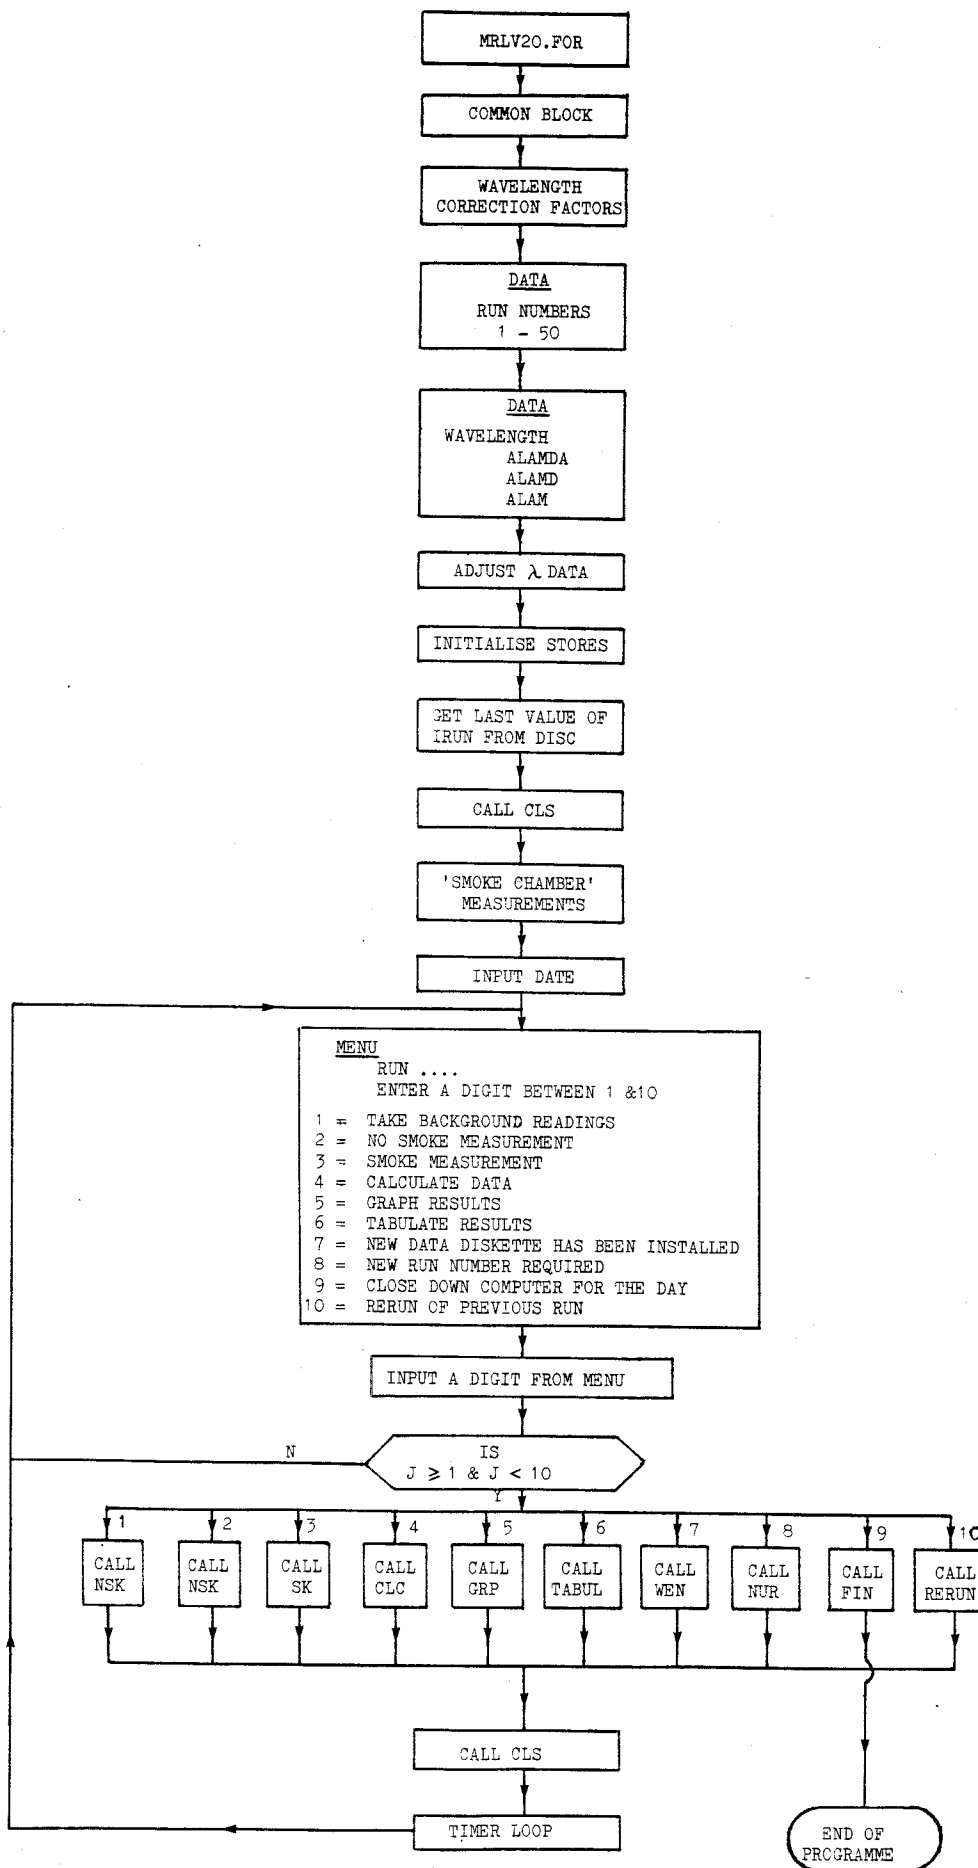 MRLV20.FOR
COMMON BLOCK
WAVELENGTH
CORRECTION FACTORS
DATA
RUN NUMBERS
1 - 50
DATA
WAVELENGTH
ALAMDA
ALAMD
ALAM
ADJUST λ DATA
INITIALISE STORES
GET LAST VALUE OF
IRUN FROM DISC
CALL CLS
'SMOKE CHAMBER'
MEASUREMENTS
INPUT DATE
MENU
RUN ....
ENTER A DIGIT BETWEEN 1 &10
1 = TAKE BACKGROUND READINGS
2 = NO SMOKE MEASUREMENT
3 = SMOKE MEASUREMENT
4 = CALCULATE DATA
5 = GRAPH RESULTS
6 = TABULATE RESULTS
7 = NEW DATA DISKETTE HAS BEEN INSTALLED
8 = NEW RUN NUMBER REQUIRED
9 = CLOSE DOWN COMPUTER FOR THE DAY
10 = RERUN OF PREVIOUS RUN
INPUT A DIGIT FROM MENU
N
IS
J ⩾ 1 & J < 10
Y
1 2 3 4 5 6 7 8 9 10
CALL CALL CALL CALL CALL CALL CALL CALL CALL CALL
NSK NSK SK CLC GRP TABUL WEN NUR FIN RERUN
CALL CLS
TIMER LOOP
END OF
PROGRAMME